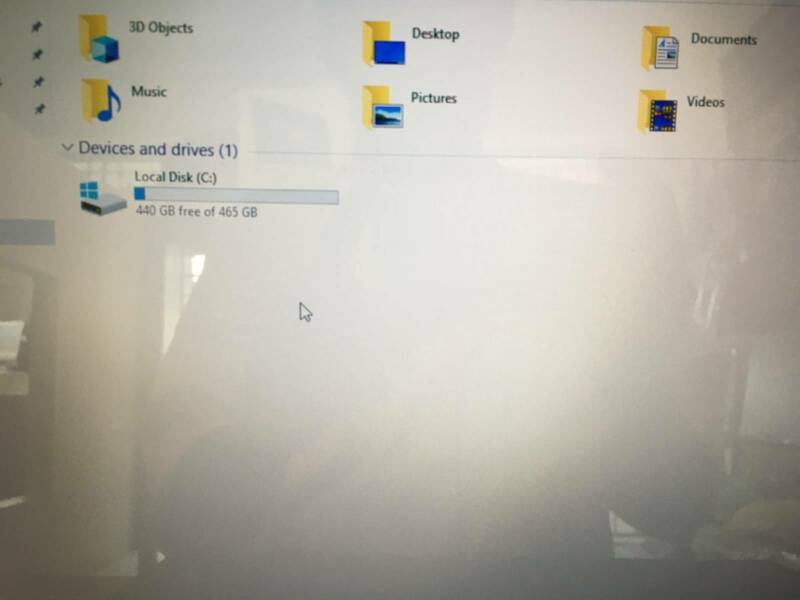 3D Objects
Desktop
Documents
Music
Pictures
Videos
Devices and drives (1)
Local Disk (C:)
440 GB free of 465 GB